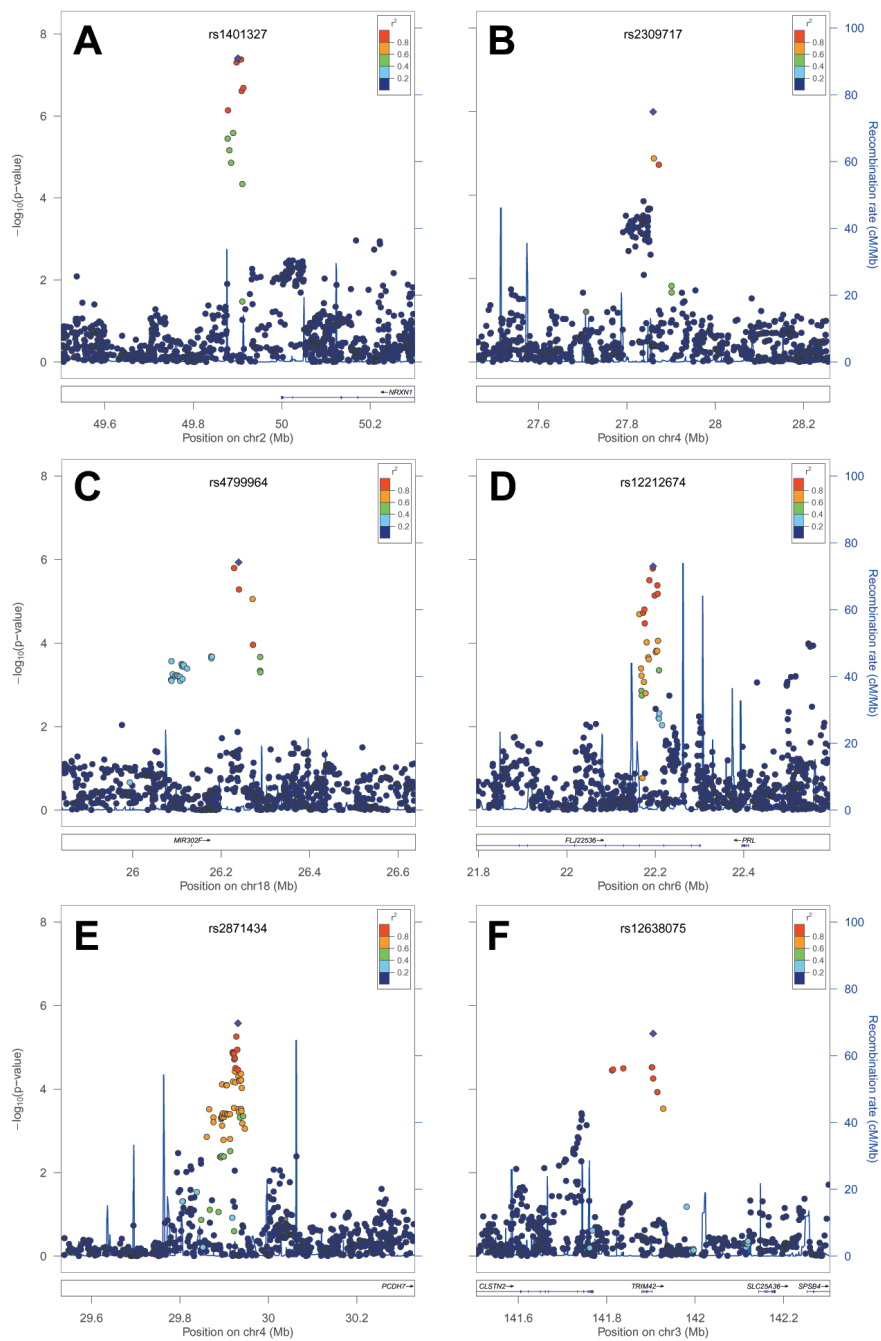 A
rs1401327
r²
0.8
0.6
0.4
0.2
8
6
4
2
0
−log10(p−value)
NRXN1
49.6 49.8 50 50.2
Position on chr2 (Mb)
B
rs2309717
r²
0.8
0.6
0.4
0.2
100
80
60
40
20
0
Recombination rate (cM/Mb)
27.6 27.8 28 28.2
Position on chr4 (Mb)
C
rs4799964
r²
0.8
0.6
0.4
0.2
8
6
4
2
0
−log10(p−value)
MIR302F
26 26.2 26.4 26.6
Position on chr18 (Mb)
D
rs12212674
r²
0.8
0.6
0.4
0.2
100
80
60
40
20
0
Recombination rate (cM/Mb)
FLJ22536 PRL
21.8 22 22.2 22.4
Position on chr6 (Mb)
E
rs2871434
r²
0.8
0.6
0.4
0.2
8
6
4
2
0
−log10(p−value)
PCDH7
29.6 29.8 30 30.2
Position on chr4 (Mb)
F
rs12638075
r²
0.8
0.6
0.4
0.2
100
80
60
40
20
0
Recombination rate (cM/Mb)
CLSTN2 TRIM42 SLC25A36 SPSB4
141.6 141.8 142 142.2
Position on chr3 (Mb)